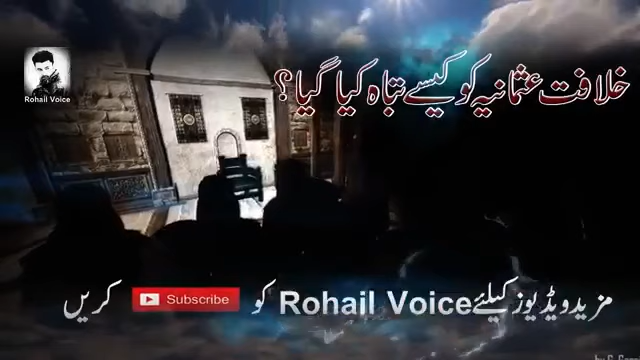 Rohail Voice
خلافت عثمانیہ کو کیسے تباہ کیا گیا؟
مزید ویڈیوز کیلئے Rohail Voice کو Subscribe کریں